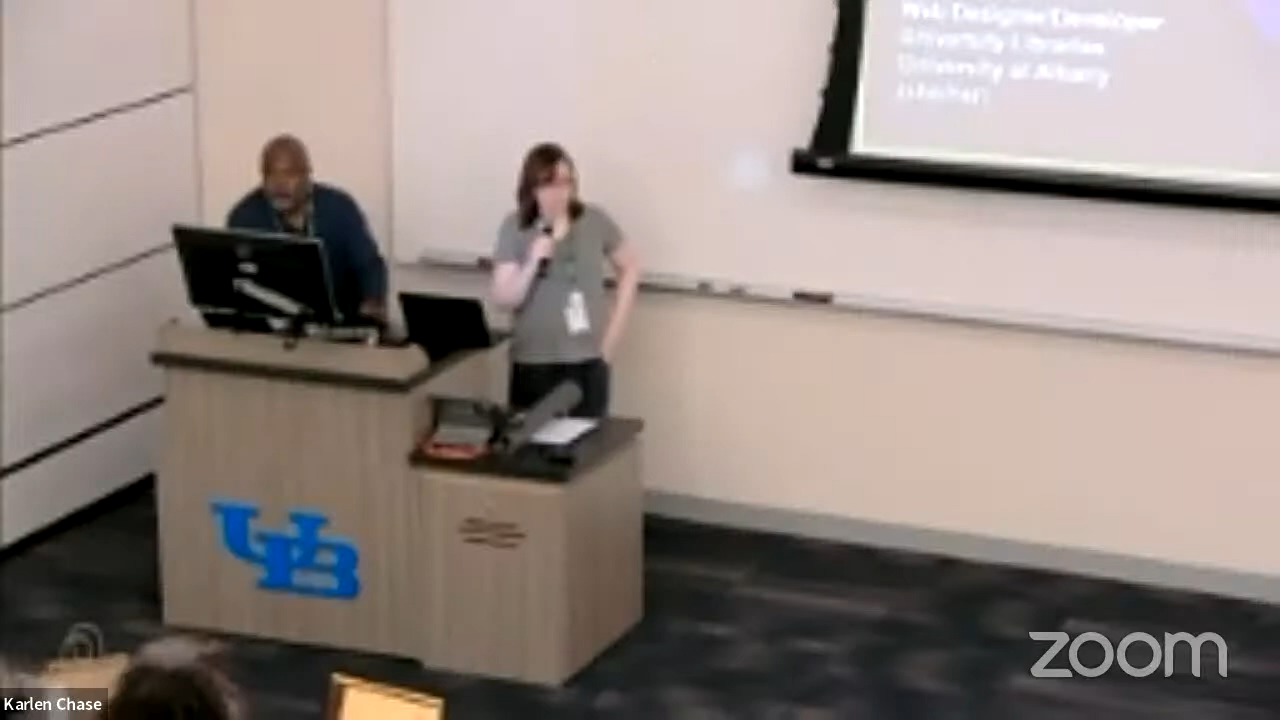 Web Designer/Developer
University Libraries
University at Albany
UB
zoom
Karlen Chase